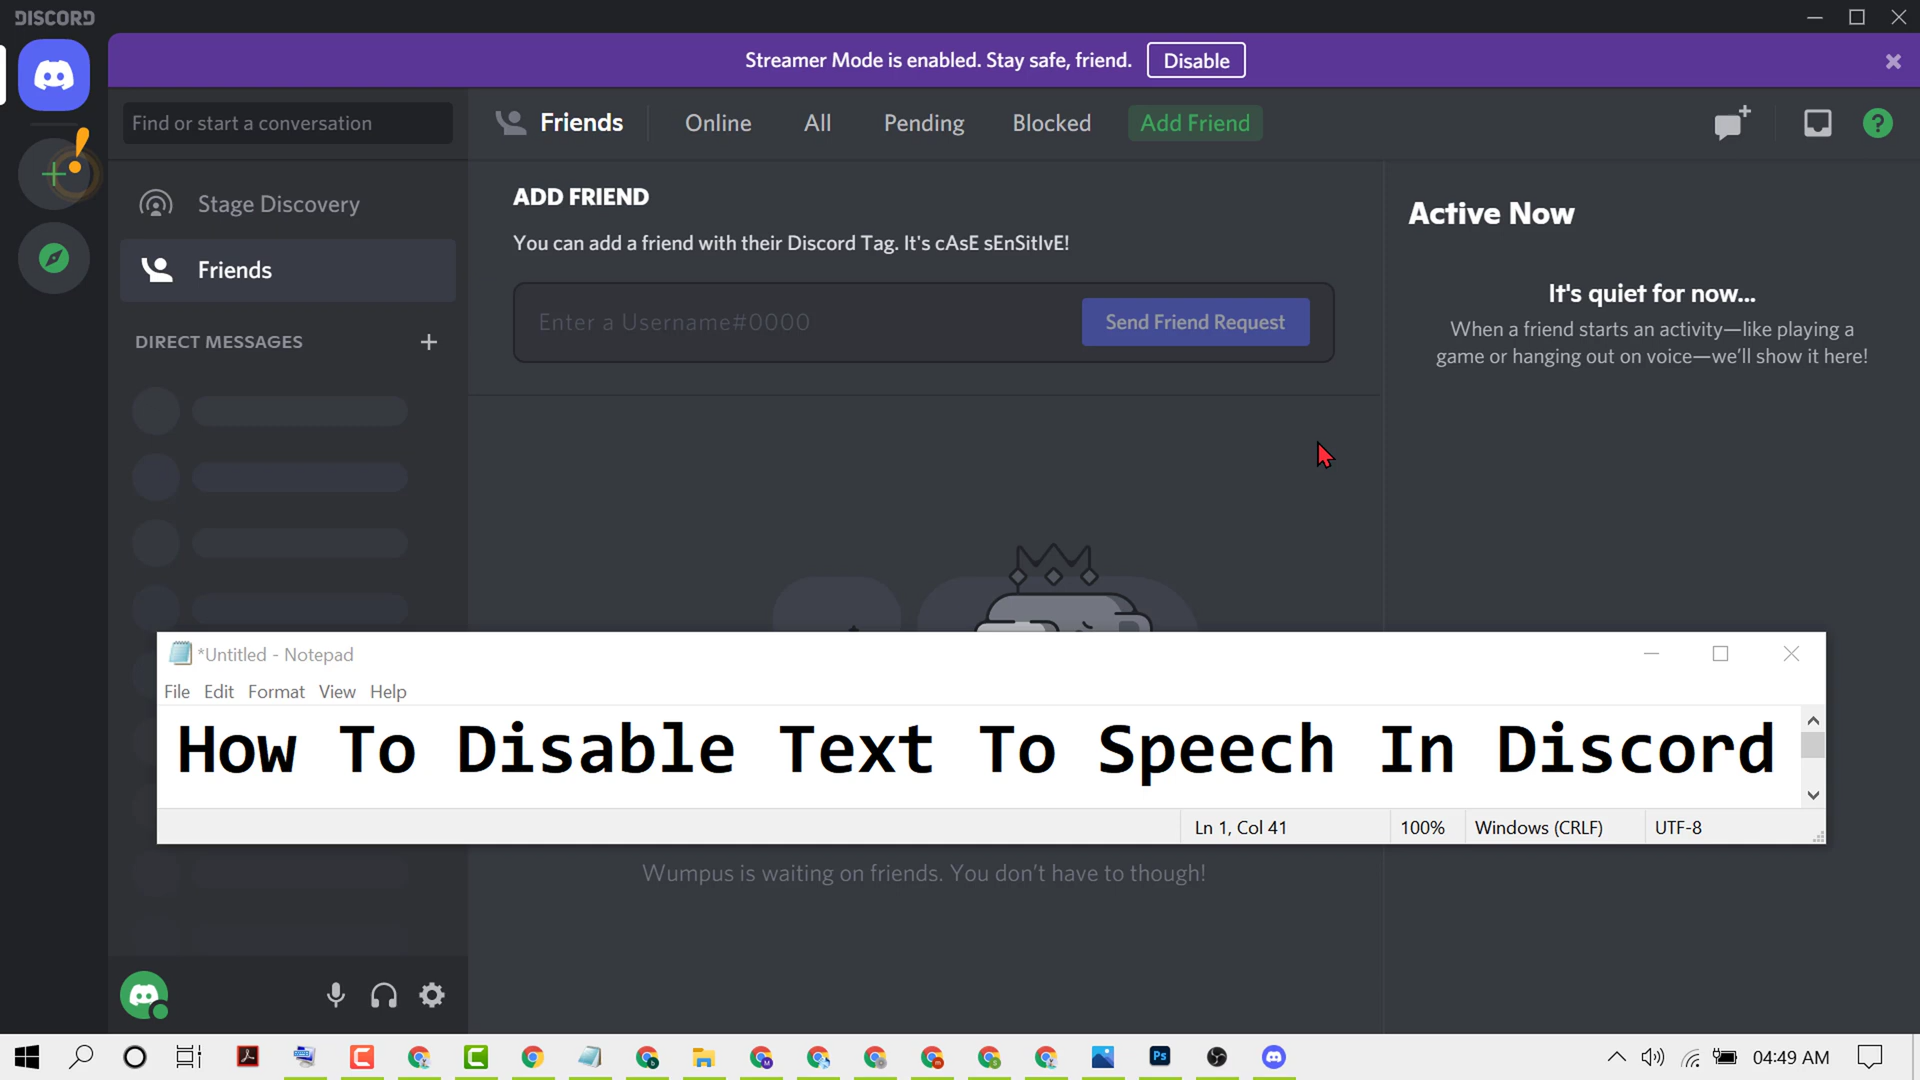 DISCORD
Streamer Mode is enabled. Stay safe, friend.
Disable
Find or start a conversation
Friends
Online
All
Pending
Blocked
Add Friend
Stage Discovery
Friends
DIRECT MESSAGES
ADD FRIEND
You can add a friend with their Discord Tag. It's cAsE sEnSitIvE!
Enter a Username#0000
Send Friend Request
Active Now
It's quiet for now...
When a friend starts an activity—like playing a
game or hanging out on voice—we'll show it here!
*Untitled - Notepad
File Edit Format View Help
How To Disable Text To Speech In Discord
Ln 1, Col 41
100%
Windows (CRLF)
UTF-8
Wumpus is waiting on friends. You don't have to though!
Ps
04:49 AM